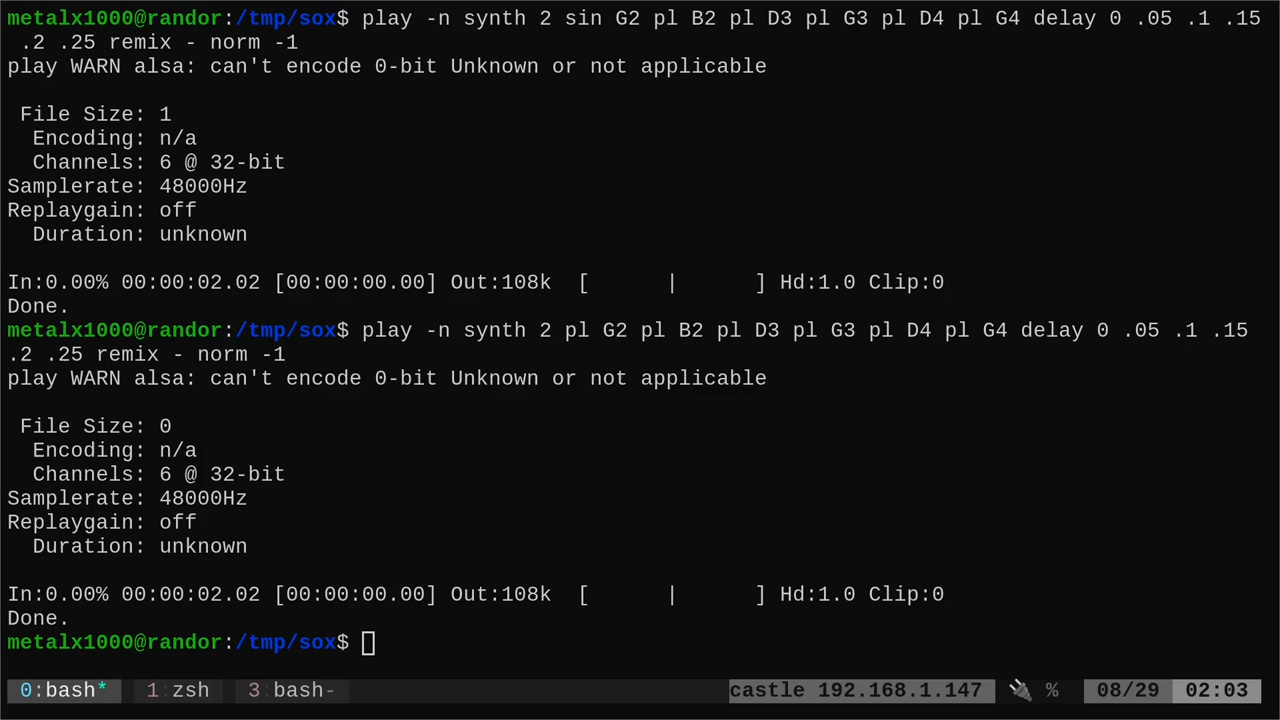 metalx1000@randor:/tmp/sox$ play -n synth 2 sin G2 pl B2 pl D3 pl G3 pl D4 pl G4 delay 0 .05 .1 .15
 .2 .25 remix - norm -1
play WARN alsa: can't encode 0-bit Unknown or not applicable
File Size: 1
Encoding: n/a
Channels: 6 @ 32-bit
Samplerate: 48000Hz
Replaygain: off
Duration: unknown
In:0.00% 00:00:02.02 [00:00:00.00] Out:108k  [      |      ] Hd:1.0 Clip:0
Done.
metalx1000@randor:/tmp/sox$ play -n synth 2 pl G2 pl B2 pl D3 pl G3 pl D4 pl G4 delay 0 .05 .1 .15
.2 .25 remix - norm -1
play WARN alsa: can't encode 0-bit Unknown or not applicable
File Size: 0
Encoding: n/a
Channels: 6 @ 32-bit
Samplerate: 48000Hz
Replaygain: off
Duration: unknown
In:0.00% 00:00:02.02 [00:00:00.00] Out:108k  [      |      ] Hd:1.0 Clip:0
Done.
metalx1000@randor:/tmp/sox$
0:bash* 1:zsh 3:bash- castle 192.168.1.147 🔌 % 08/29 02:03